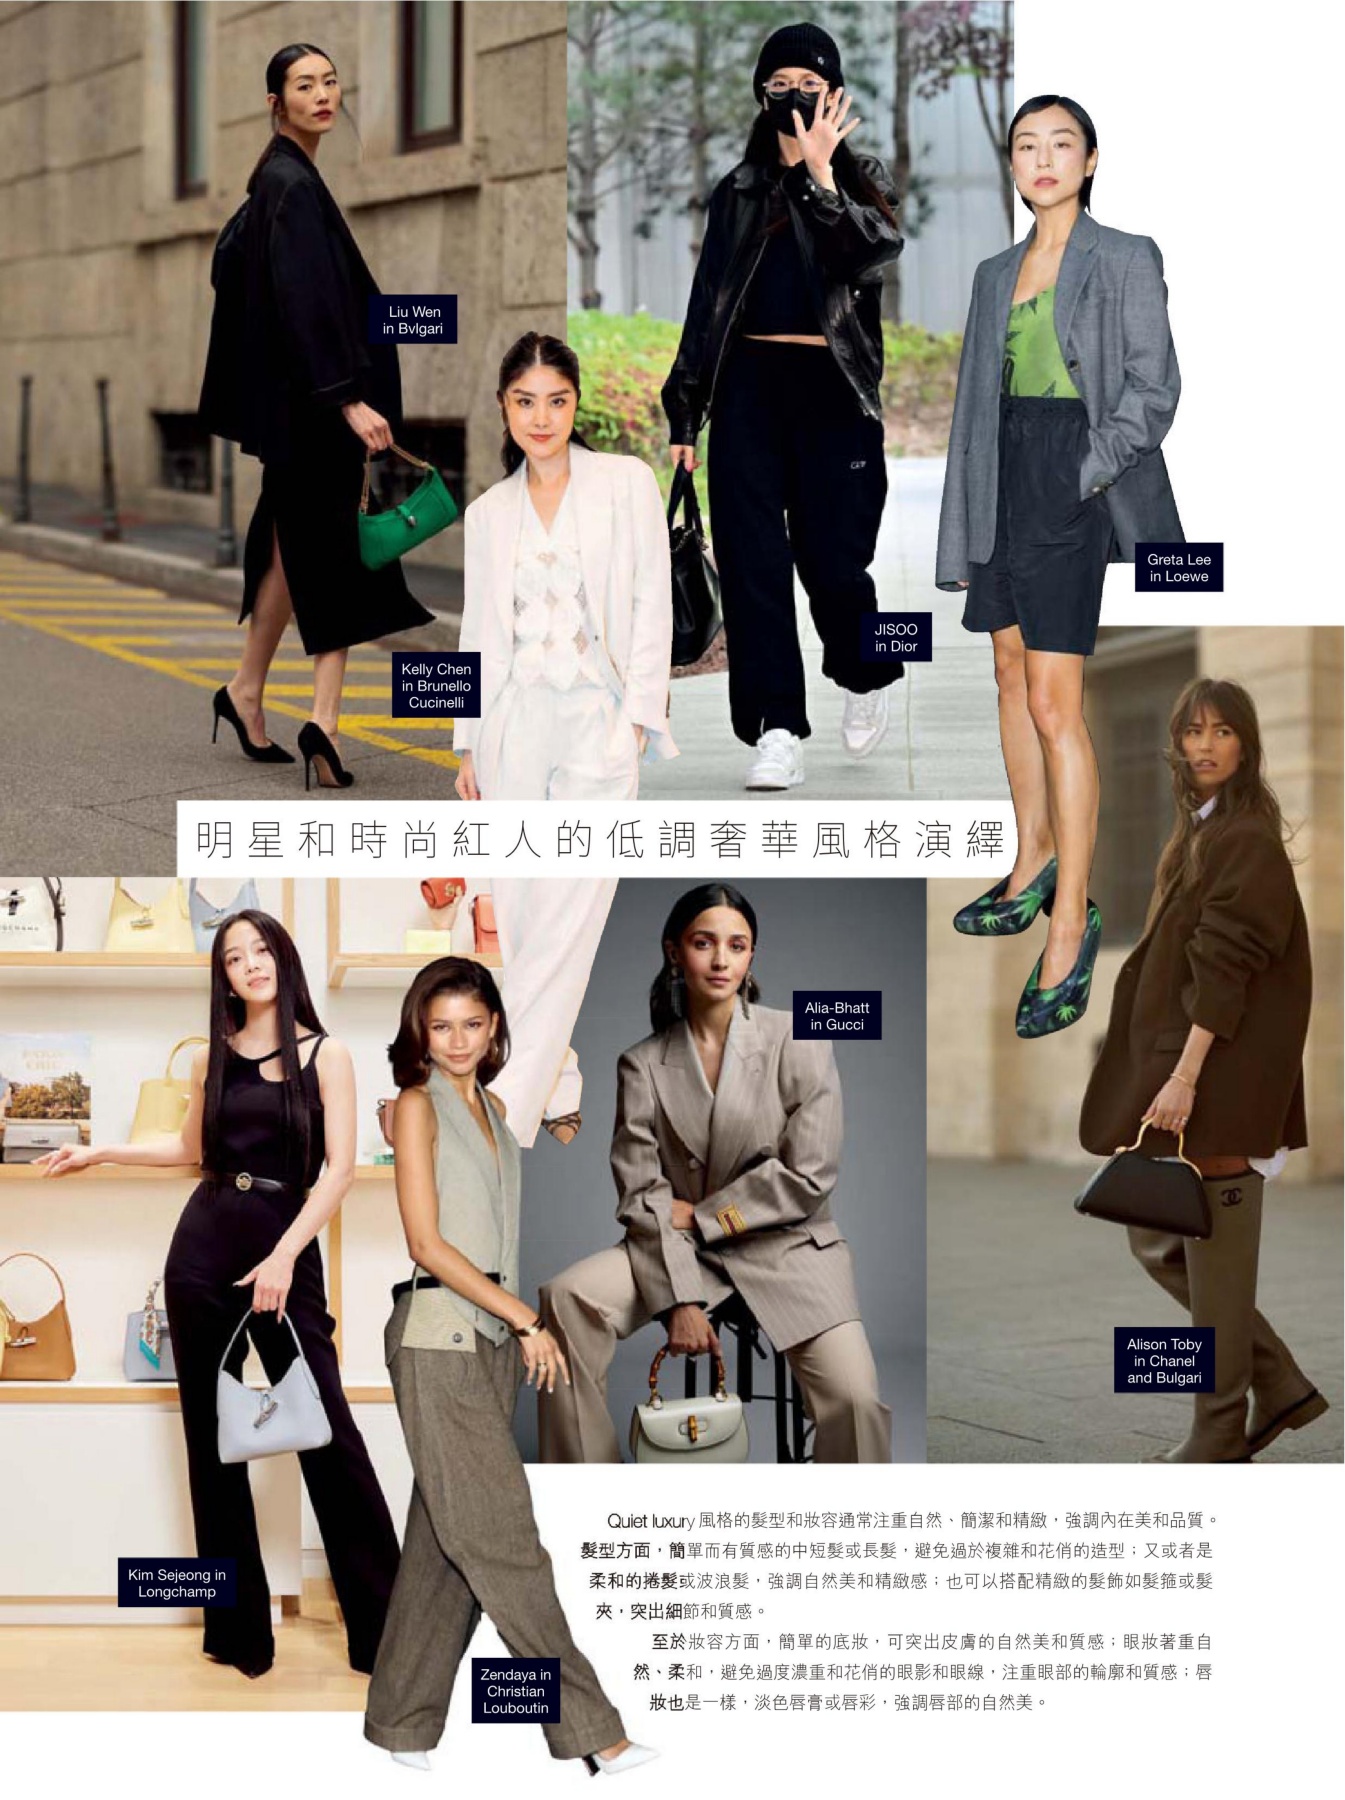 Liu Wen
in Bvlgari
Kelly Chen
in Brunello
Cucinelli
JISOO
in Dior
Greta Lee
in Loewe
明星和時尚紅人的低調奢華風格演繹
Alia-Bhatt
in Gucci
Alison Toby
in Chanel
and Bulgari
Kim Sejeong in
Longchamp
Zendaya in
Christian
Louboutin
Quiet luxury 風格的髮型和妝容通常注重自然、簡潔和精緻，強調內在美和品質。
髮型方面，簡單而有質感的中短髮或長髮，避免過於複雜和花俏的造型；又或者是
柔和的捲髮或波浪髮，強調自然美和精緻感；也可以搭配精緻的髮飾如髮箍或髮
夾，突出細節和質感。
至於妝容方面，簡單的底妝，可突出皮膚的自然美和質感；眼妝著重自
然、柔和，避免過度濃重和花俏的眼影和眼線，注重眼部的輪廓和質感；唇
妝也是一樣，淡色唇膏或唇彩，強調唇部的自然美。